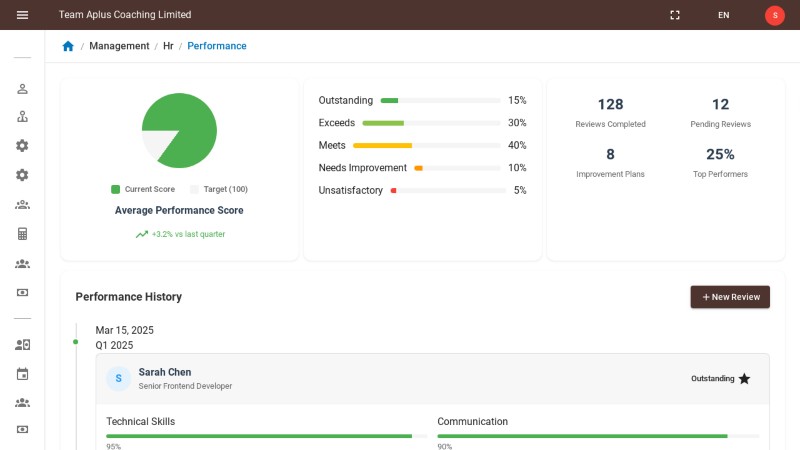 Team Aplus Coaching Limited
EN
S
/ Management / Hr / Performance
Current Score
Target (100)
Average Performance Score
+3.2% vs last quarter
Outstanding 15%
Exceeds 30%
Meets 40%
Needs Improvement 10%
Unsatisfactory 5%
128 12
Reviews Completed Pending Reviews
8 25%
Improvement Plans Top Performers
Performance History
+ New Review
Mar 15, 2025
Q1 2025
S
Sarah Chen
Senior Frontend Developer
Outstanding
Technical Skills Communication
95% 90%